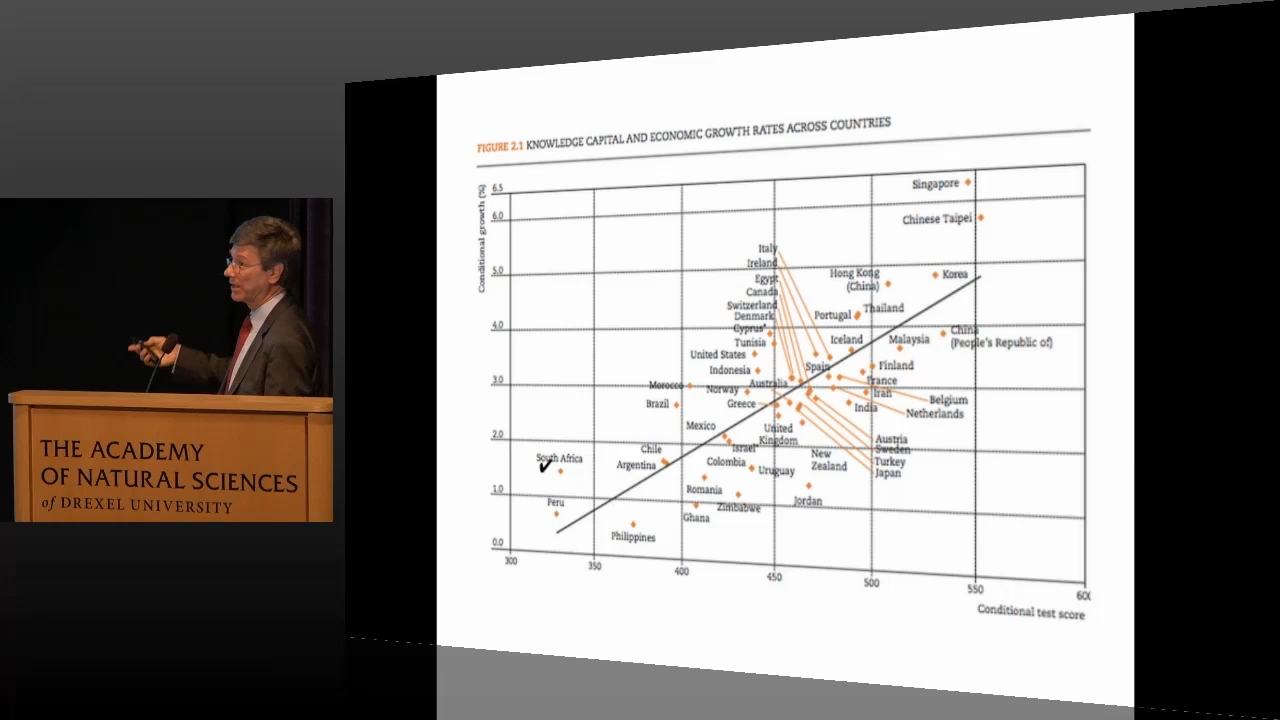 THE ACADEMY
OF NATURAL SCIENCES
of DREXEL UNIVERSITY
FIGURE 2.1 KNOWLEDGE CAPITAL AND ECONOMIC GROWTH RATES ACROSS COUNTRIES
Conditional growth (%)
6.5
6.0
5.0
4.0
3.0
2.0
1.0
0.0
300
350
400
450
500
550
600
Conditional test score
Singapore
Chinese Taipei
Italy
Ireland
Egypt
Canada
Switzerland
Denmark
Cyprus*
Tunisia
United States
Indonesia
Morocco
Norway
Australia
Brazil
Greece
Hong Kong
(China)
Korea
Portugal
Thailand
Iceland
Malaysia
China
(People's Republic of)
Spain
Finland
France
Iran
India
Belgium
Netherlands
Mexico
Israel*
United
Kingdom
Austria
Sweden
Turkey
Japan
New
Zealand
Chile
Argentina
Colombia
Uruguay
South Africa
Romania
Zimbabwe
Jordan
Peru
Ghana
Philippines